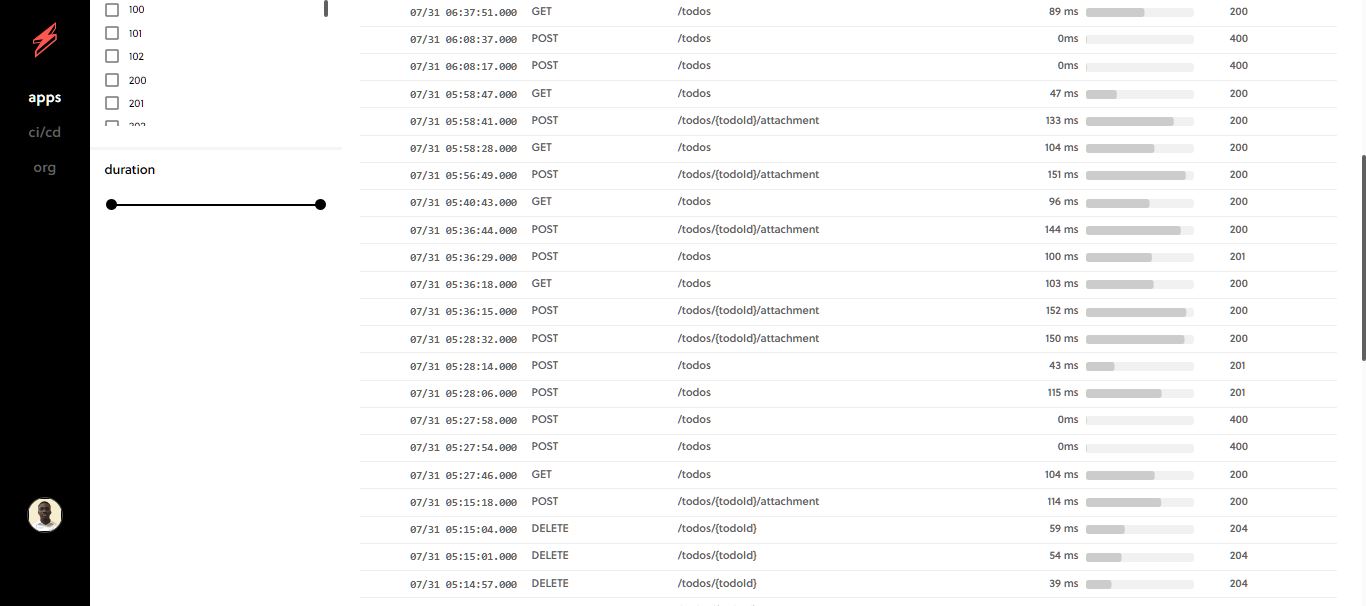 100
101
102
200
201
apps
ci/cd
org
duration
07/31 06:37:51.000 GET /todos 89 ms 200
07/31 06:08:37.000 POST /todos 0ms 400
07/31 06:08:17.000 POST /todos 0ms 400
07/31 05:58:47.000 GET /todos 47 ms 200
07/31 05:58:41.000 POST /todos/{todoId}/attachment 133 ms 200
07/31 05:58:28.000 GET /todos 104 ms 200
07/31 05:56:49.000 POST /todos/{todoId}/attachment 151 ms 200
07/31 05:40:43.000 GET /todos 96 ms 200
07/31 05:36:44.000 POST /todos/{todoId}/attachment 144 ms 200
07/31 05:36:29.000 POST /todos 100 ms 201
07/31 05:36:18.000 GET /todos 103 ms 200
07/31 05:36:15.000 POST /todos/{todoId}/attachment 152 ms 200
07/31 05:28:32.000 POST /todos/{todoId}/attachment 150 ms 200
07/31 05:28:14.000 POST /todos 43 ms 201
07/31 05:28:06.000 POST /todos 115 ms 201
07/31 05:27:58.000 POST /todos 0ms 400
07/31 05:27:54.000 POST /todos 0ms 400
07/31 05:27:46.000 GET /todos 104 ms 200
07/31 05:15:18.000 POST /todos/{todoId}/attachment 114 ms 200
07/31 05:15:04.000 DELETE /todos/{todoId} 59 ms 204
07/31 05:15:01.000 DELETE /todos/{todoId} 54 ms 204
07/31 05:14:57.000 DELETE /todos/{todoId} 39 ms 204